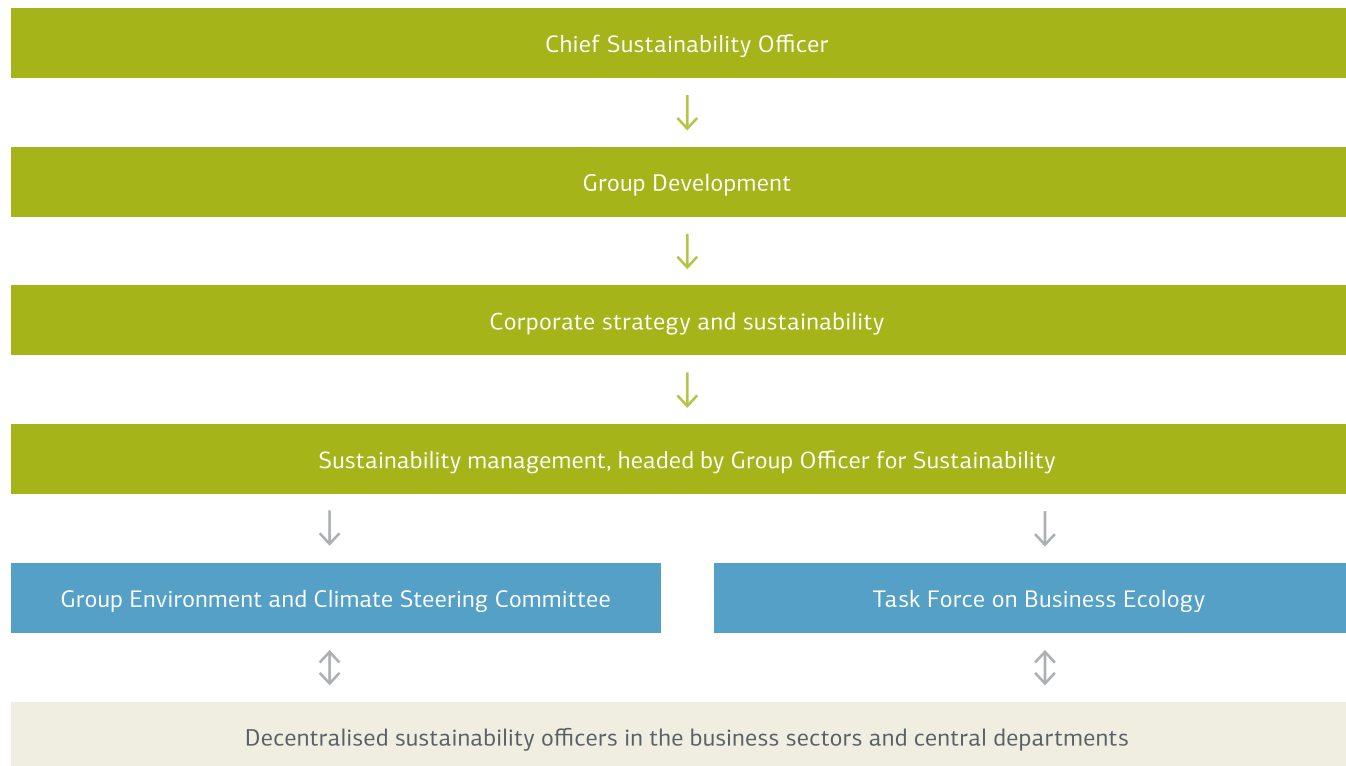 Chief Sustainability Officer
Group Development
Corporate strategy and sustainability
Sustainability management, headed by Group Officer for Sustainability
Group Environment and Climate Steering Committee
Task Force on Business Ecology
Decentralised sustainability officers in the business sectors and central departments